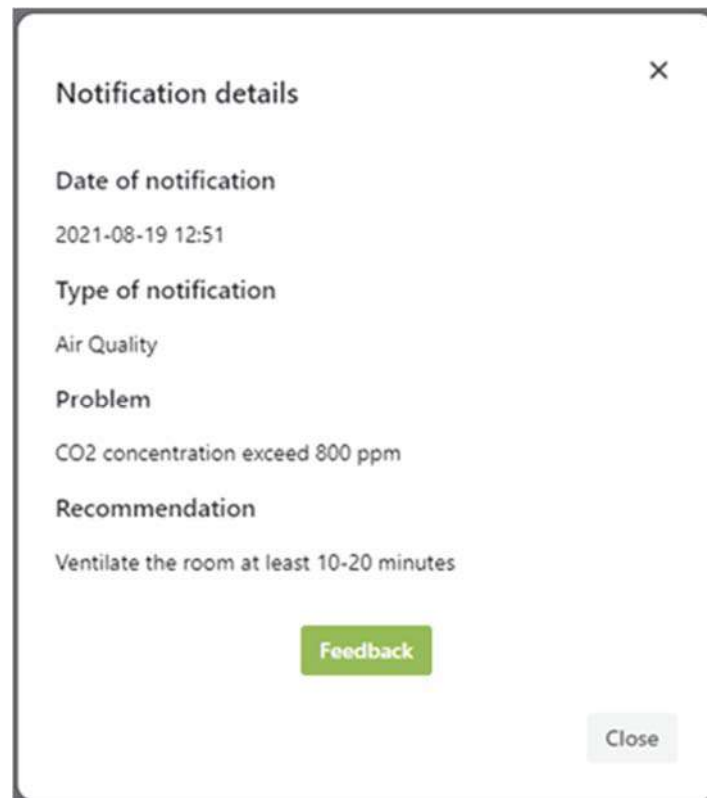 Notification details
Date of notification
2021-08-19 12:51
Type of notification
Air Quality
Problem
CO2 concentration exceed 800 ppm
Recommendation
Ventilate the room at least 10-20 minutes
Feedback
Close